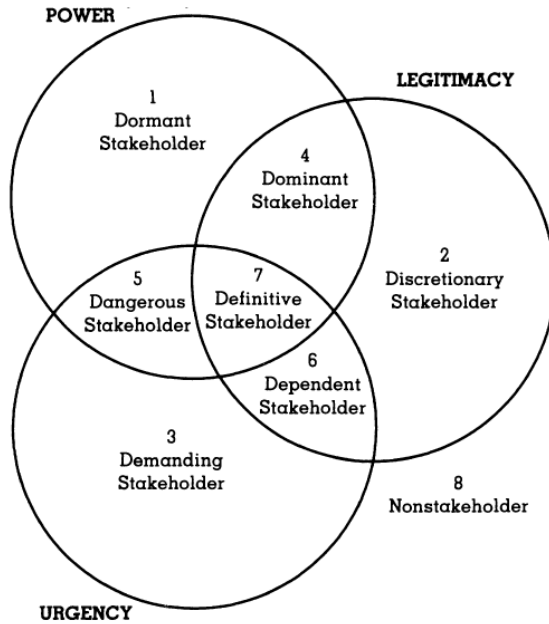 POWER
LEGITIMACY
1
Dormant
Stakeholder
4
Dominant
Stakeholder
2
Discretionary
Stakeholder
5
Dangerous
Stakeholder
7
Definitive
Stakeholder
6
Dependent
Stakeholder
3
Demanding
Stakeholder
8
Nonstakeholder
URGENCY